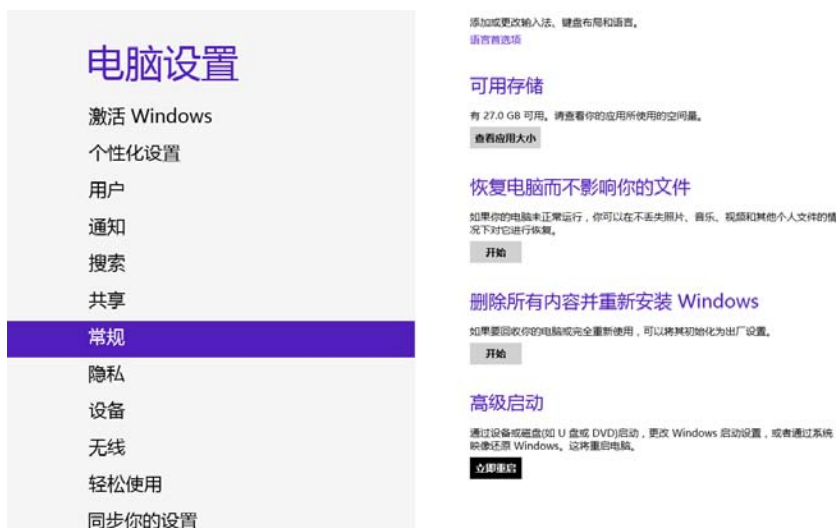 电脑设置
激活 Windows
个性化设置
用户
通知
搜索
共享
常规
隐私
设备
无线
轻松使用
同步你的设置
添加或更改输入法、键盘布局和语言。
语言首选项
可用存储
有 27.0 GB 可用。请查看你的应用所使用的空间量。
查看应用大小
恢复电脑而不影响你的文件
如果你的电脑未正常运行，你可以在不丢失照片、音乐、视频和其他个人文件的情
况下对它进行恢复。
开始
删除所有内容并重新安装 Windows
如果要回收你的电脑或完全重新使用，可以将其初始化为出厂设置。
开始
高级启动
通过设备或磁盘(如 U 盘或 DVD)启动，更改 Windows 启动设置，或者通过系统
映像还原 Windows。这将重启电脑。
立即重启